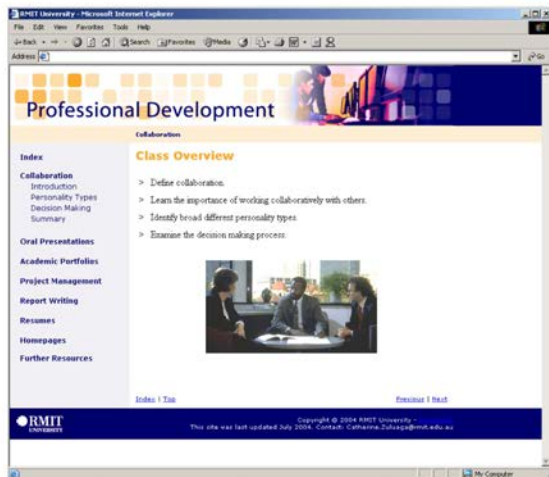 RMIT University - Microsoft Internet Explorer
File Edit View Favorites Tools Help
Back Search Favorites Media
Address Go
Professional Development
Collaboration
Index
Collaboration
Introduction
Personality Types
Decision Making
Summary
Oral Presentations
Academic Portfolios
Project Management
Report Writing
Resumes
Homepages
Further Resources
Class Overview
> Define collaboration.
> Learn the importance of working collaboratively with others.
> Identify broad different personality types.
> Examine the decision making process.
Index | Top Previous | Next
RMIT
UNIVERSITY
Copyright © 2004 RMIT University -
This site was last updated July 2004. Contact: Catherine.Zuluaga@rmit.edu.au
My Computer